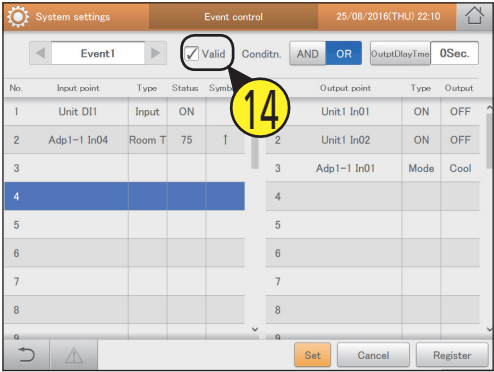 System settings Event control 25/08/2016(THU) 22:10
Event1 Valid Conditn. AND OR OutptDlayTme 0Sec.
No. Input point Type Status Symb Output point Type Output
14
1 Unit DI1 Input ON Unit1 In01 ON OFF
2 Adp1-1 In04 Room T 75 ↑ 2 Unit1 In02 ON OFF
3 3 Adp1-1 In01 Mode Cool
4 4
5 5
6 6
7 7
8 8
9 9
Set Cancel Register